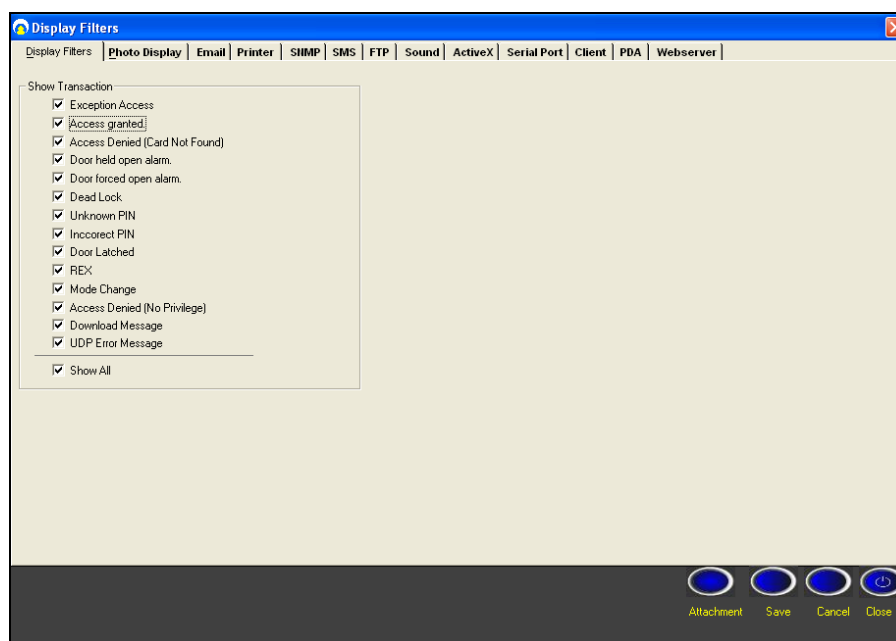 Display Filters
Display Filters Photo Display Email Printer SNMP SMS FTP Sound ActiveX Serial Port Client PDA Webserver
Show Transaction
Exception Access
Access granted.
Access Denied (Card Not Found)
Door held open alarm.
Door forced open alarm.
Dead Lock
Unknown PIN
Inccorect PIN
Door Latched
REX
Mode Change
Access Denied (No Privilege)
Download Message
UDP Error Message
Show All
Attachment Save Cancel Close